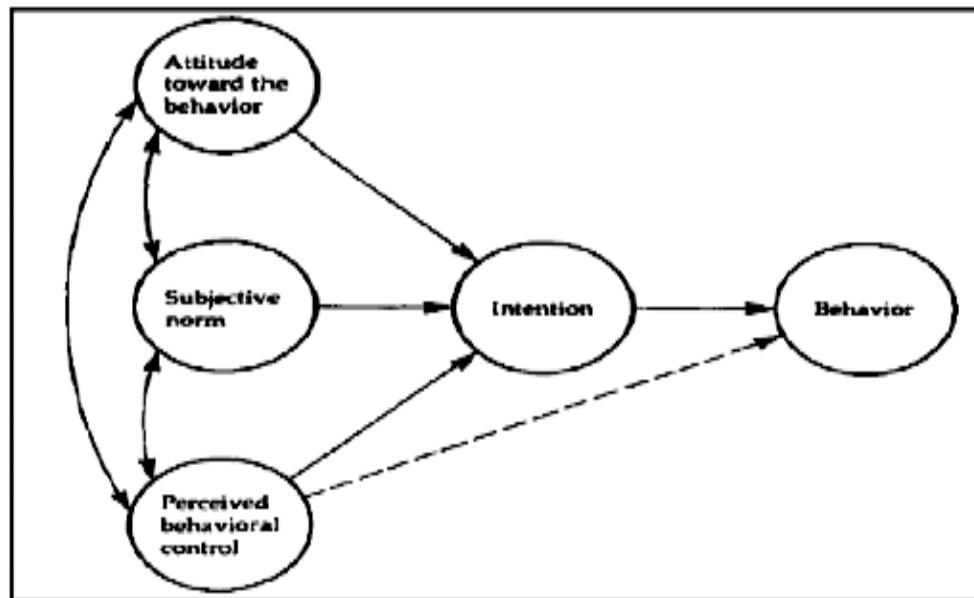 Attitude
toward the
behavior
Subjective
norm
Intention
Behavior
Perceived
behavioral
control